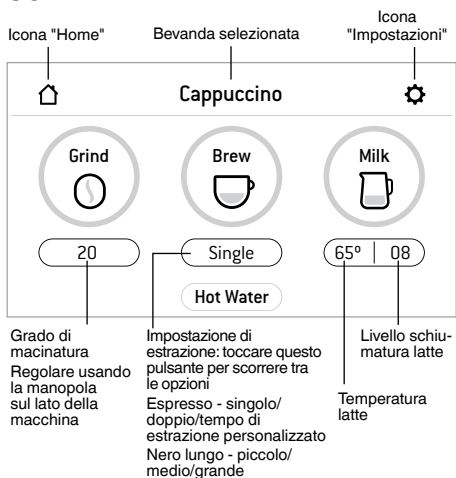 Icona "Home"
Bevanda selezionata
Icona
"Impostazioni"
Cappuccino
Grind
Brew
Milk
20
Single
65º | 08
Hot Water
Grado di
macinatura
Regolare usando
la manopola
sul lato della
macchina
Impostazione di
estrazione: toccare questo
pulsante per scorrere tra
le opzioni
Espresso - singolo/
doppio/tempo di
estrazione personalizzato
Nero lungo - piccolo/
medio/grande
Livello schiu-
matura latte
Temperatura
latte